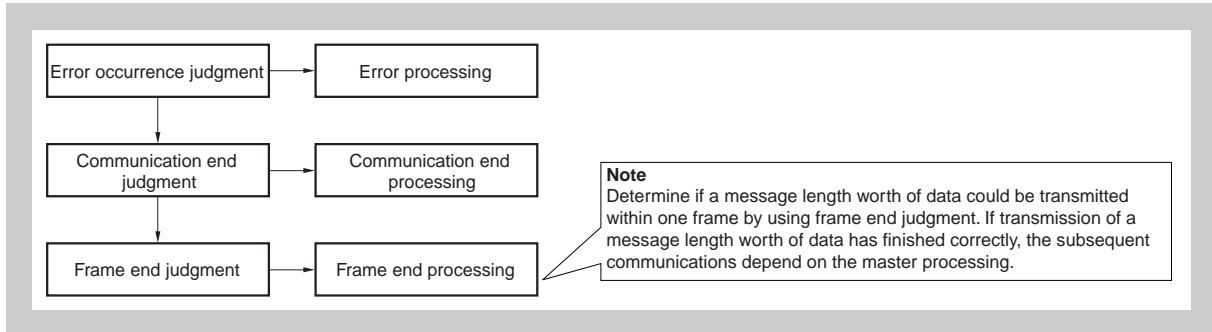 Error occurrence judgment
Error processing
Communication end
judgment
Communication end
processing
Frame end judgment
Frame end processing
Note
Determine if a message length worth of data could be transmitted
within one frame by using frame end judgment. If transmission of a
message length worth of data has finished correctly, the subsequent
communications depend on the master processing.